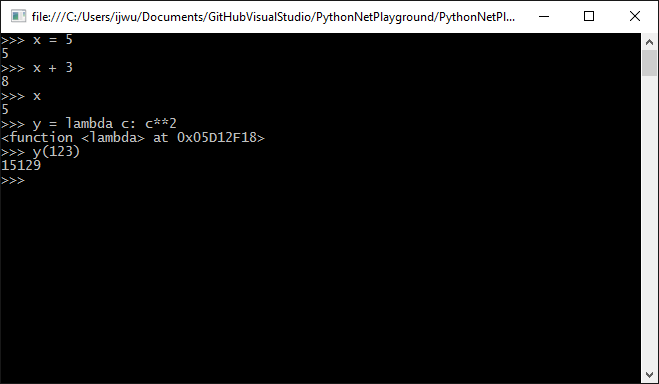 file:///C:/Users/ijwu/Documents/GitHubVisualStudio/PythonNetPlayground/PythonNetPl...
>>> x = 5
5
>>> x + 3
8
>>> x
5
>>> y = lambda c: c**2
<function <lambda> at 0x05D12F18>
>>> y(123)
15129
>>>